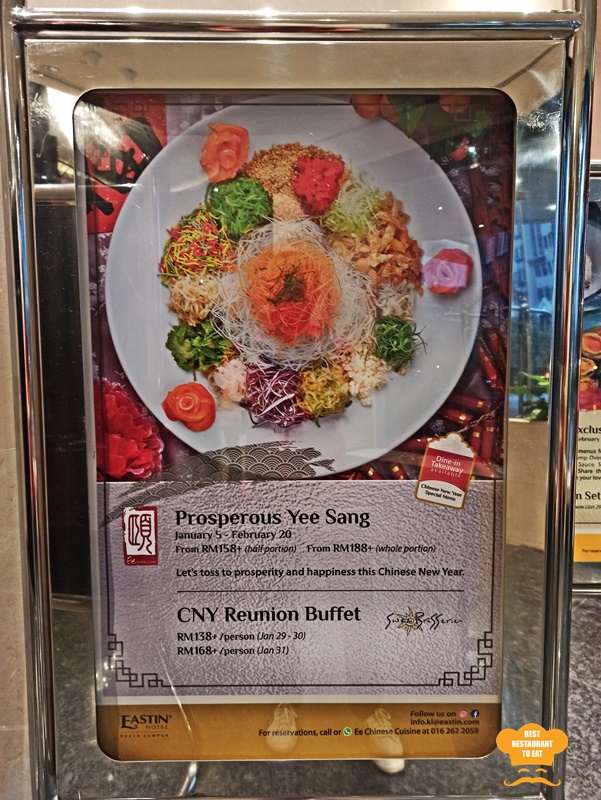 Dine-in
Takeaway
available
Chinese New Year
Special Menu
Prosperous Yee Sang
January 5 - February 20
From RM158+ (half portion) From RM188+ (whole portion)
Let's toss to prosperity and happiness this Chinese New Year.
CNY Reunion Buffet
Swez Brasserie
RM138+/person (Jan 29 - 30)
RM168+/person (Jan 31)
EASTIN
HOTEL
KUALA LUMPUR
Follow us on
info.kl@eastin.com
For reservations, call or Ee Chinese Cuisine at 016 262 2059
BEST
RESTAURANT
TO EAT